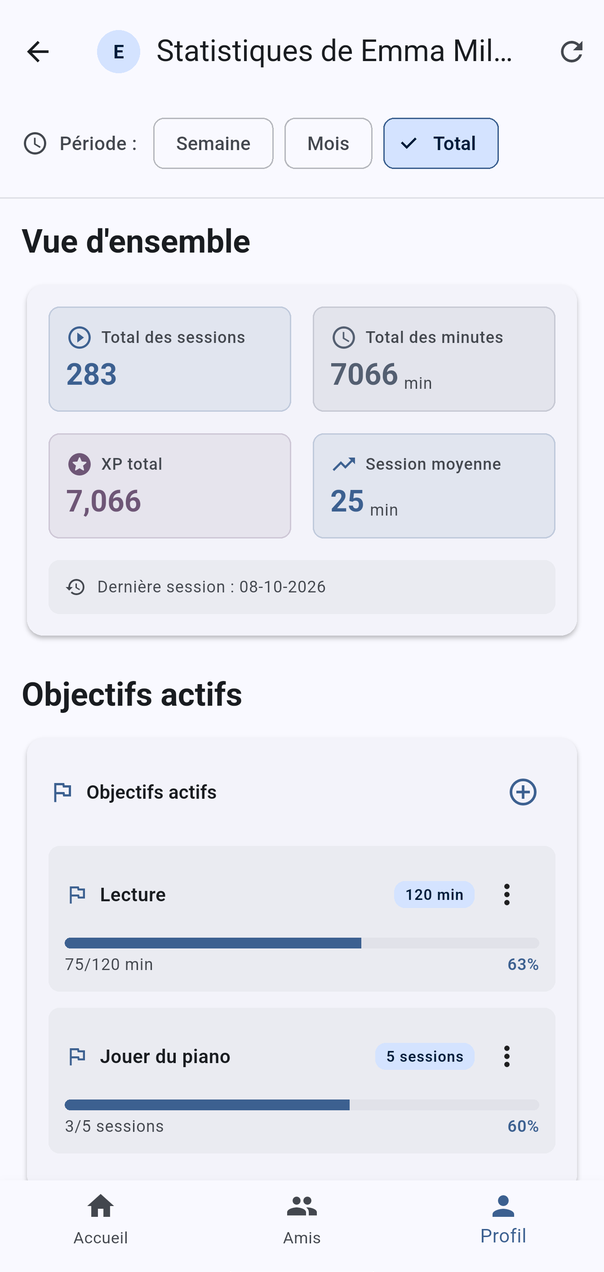 E
Statistiques de Emma Mil...
Période :
Semaine
Mois
Total
Vue d'ensemble
Total des sessions
283
Total des minutes
7066 min
XP total
7,066
Session moyenne
25 min
Dernière session : 08-10-2026
Objectifs actifs
Objectifs actifs
Lecture
120 min
75/120 min
63%
Jouer du piano
5 sessions
3/5 sessions
60%
Accueil
Amis
Profil